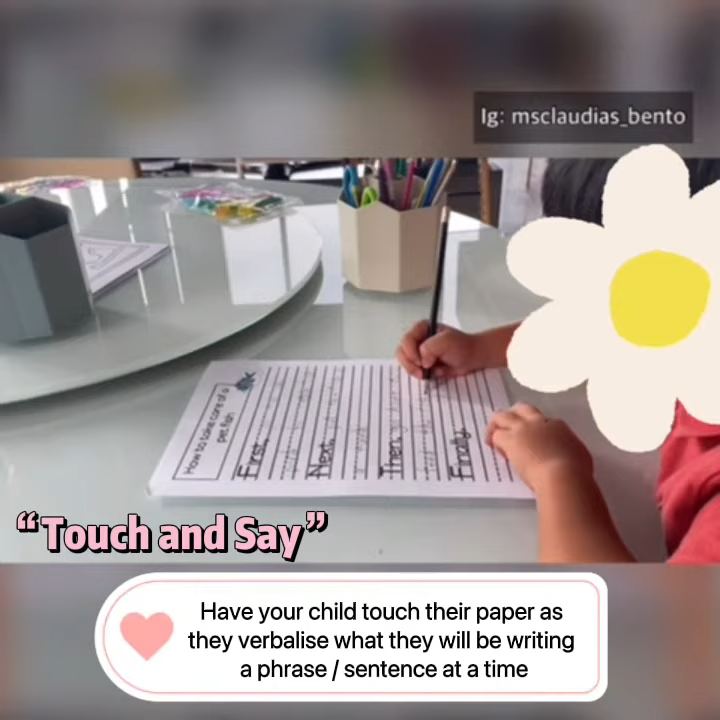 Ig: msclaudias_bento
How to take care of a
pet fish
First,
Next,
Then,
Finally,
“Touch and Say”
Have your child touch their paper as
they verbalise what they will be writing
a phrase / sentence at a time